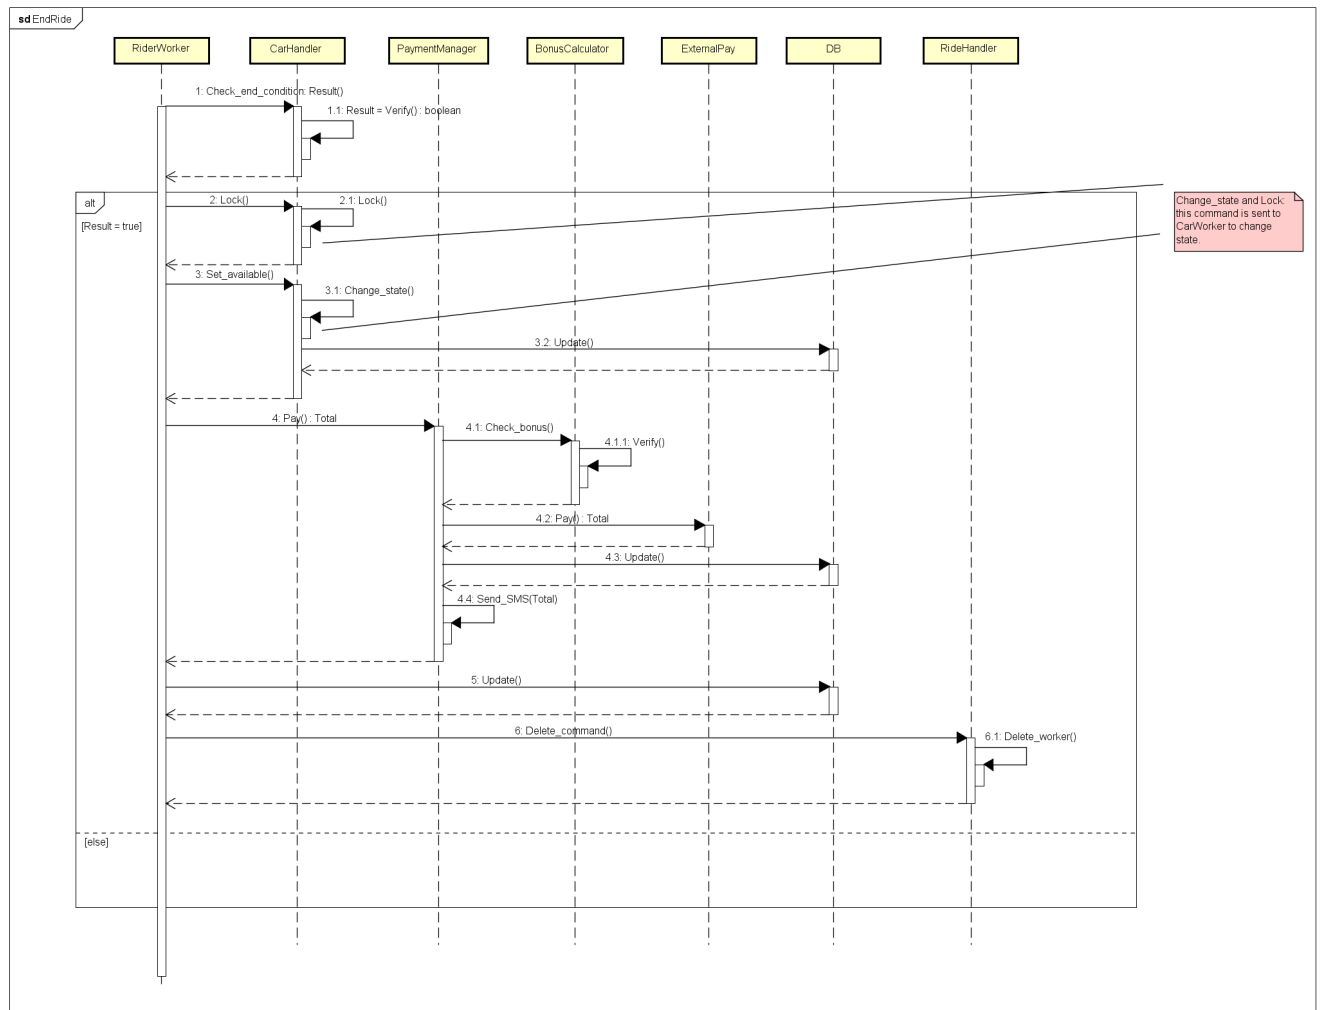 sd EndRide
RiderWorker
CarHandler
PaymentManager
BonusCalculator
ExternalPay
DB
RideHandler
1: Check_end_condition: Result()
1.1: Result = Verify() : boolean
alt
[Result = true]
2: Lock()
2.1: Lock()
Change_state and Lock:
this command is sent to
CarWorker to change
state.
3: Set_available()
3.1: Change_state()
3.2: Update()
4: Pay() : Total
4.1: Check_bonus()
4.1.1: Verify()
4.2: Pay() : Total
4.3: Update()
4.4: Send_SMS(Total)
5: Update()
6: Delete_command()
6.1: Delete_worker()
[else]